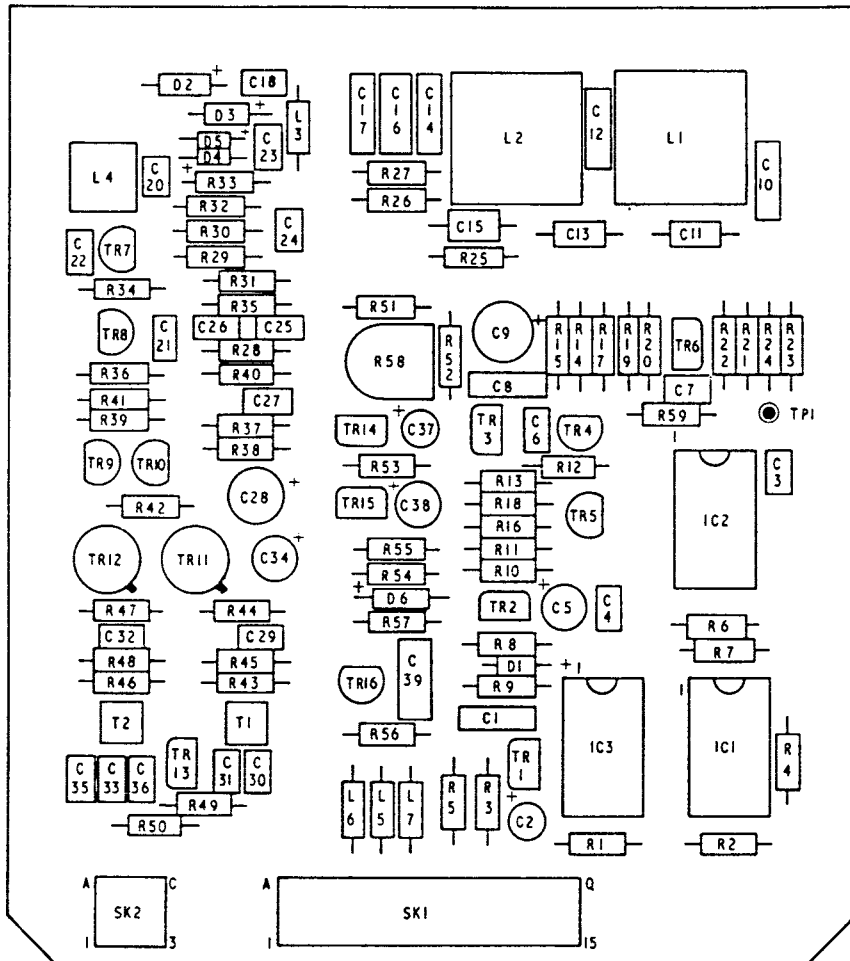 D2 + C18
D3 +
L3
D5 +
D4
C23
L4
C20
+ R33
R32
R30
C24
R29
C22
TR7
R31
R34
R35
TR8
C21
C26
C25
R28
R36
R40
R41
C27
R39
R37
R38
TR9
TR10
C28 +
R42
TR12
TR11
C34 +
R47
R44
C32
C29
R48
R45
R46
R43
T2
T1
TR13
C35
C33
C36
C31
C30
R49
R50
C17
C16
C14
L2
C12
L1
C10
R27
R26
C15
C13
C11
R25
R51
R58
R52
C9 +
C8
R15
R14
R17
R19
R20
TR6
R22
R21
R24
R23
C7
R59
TP1
TR14
+ C37
TR3
C6
TR4
R53
R12
TR15
+ C38
R13
R18
R16
R11
R10
TR5
1
IC2
C3
R55
R54
+ D6
R57
TR2
+ C5
C4
R6
R7
R8
D1 +
R9
TR16
C39
C1
R56
1
IC3
1
IC1
R4
TR1
L6
L5
L7
R5
R3
+ C2
R1
R2
A C
SK2
1 3
A Q
SK1
1 15